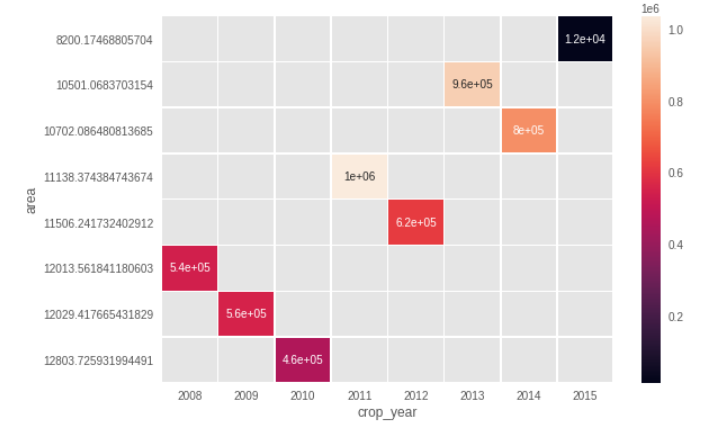 1e6
8200.17468805704
1.2e+04
1.0
10501.0683703154
9.6e+05
0.8
10702.086480813685
8e+05
11138.374384743674
1e+06
0.6
area
11506.241732402912
6.2e+05
0.4
12013.561841180603
5.4e+05
12029.417665431829
5.6e+05
0.2
12803.725931994491
4.6e+05
2008 2009 2010 2011 2012 2013 2014 2015
crop_year